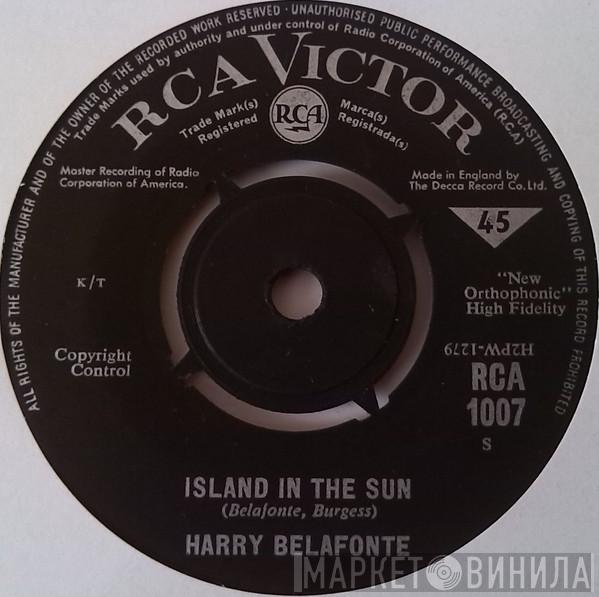 ALL RIGHTS OF THE MANUFACTURER AND OF THE OWNER OF THE RECORDED WORK RESERVED - UNAUTHORISED PUBLIC PERFORMANCE BROADCASTING AND COPYING OF THIS RECORD PROHIBITED
Trade Marks used by authority and under control of Radio Corporation of America (R.C.A)
RCA VICTOR
Trade Mark(s)
Registered
RCA
Marca(s)
Registrada(s)
Master Recording of Radio
Corporation of America.
Made in England by
The Decca Record Co. Ltd.
45
K/T
"New
Orthophonic"
High Fidelity
Copyright
Control
H2PW-1279
RCA
1007
S
ISLAND IN THE SUN
(Belafonte, Burgess)
HARRY BELAFONTE
МАРКЕТ ВИНИЛА